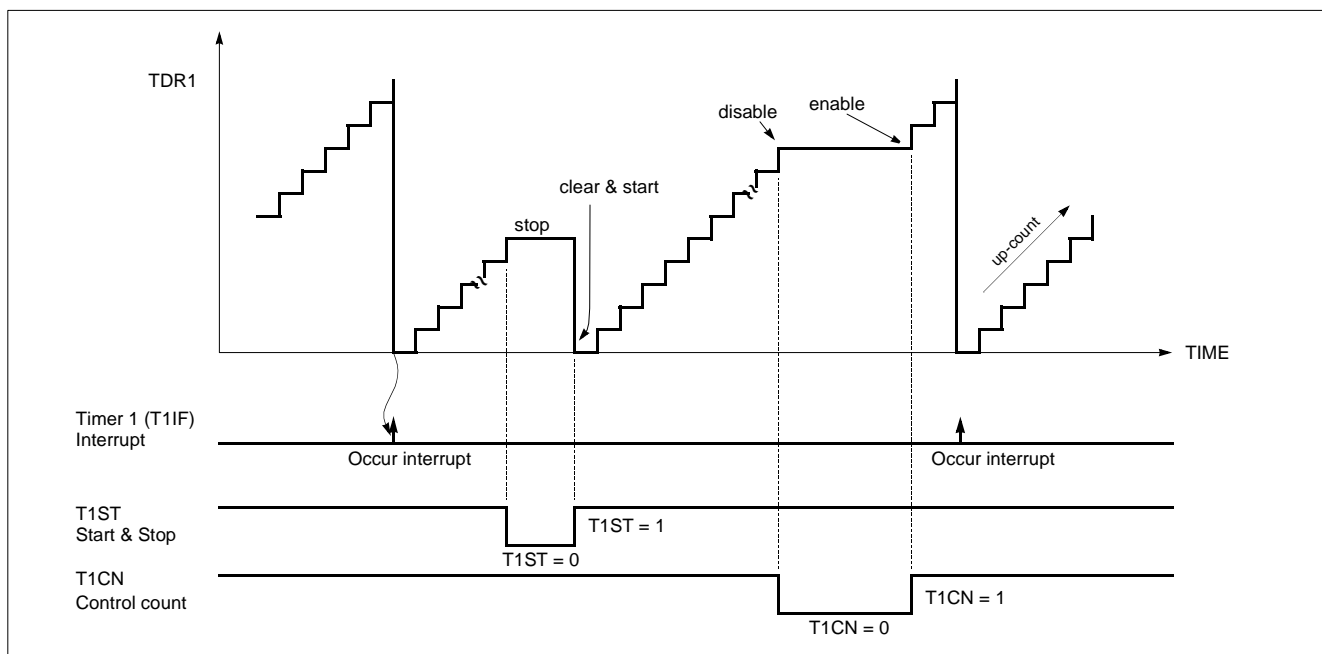 TDR1
disable
enable
clear & start
stop
up-count
TIME
Timer 1 (T1IF)
Interrupt
Occur interrupt
Occur interrupt
T1ST
Start & Stop
T1ST = 1
T1ST = 0
T1CN
Control count
T1CN = 1
T1CN = 0